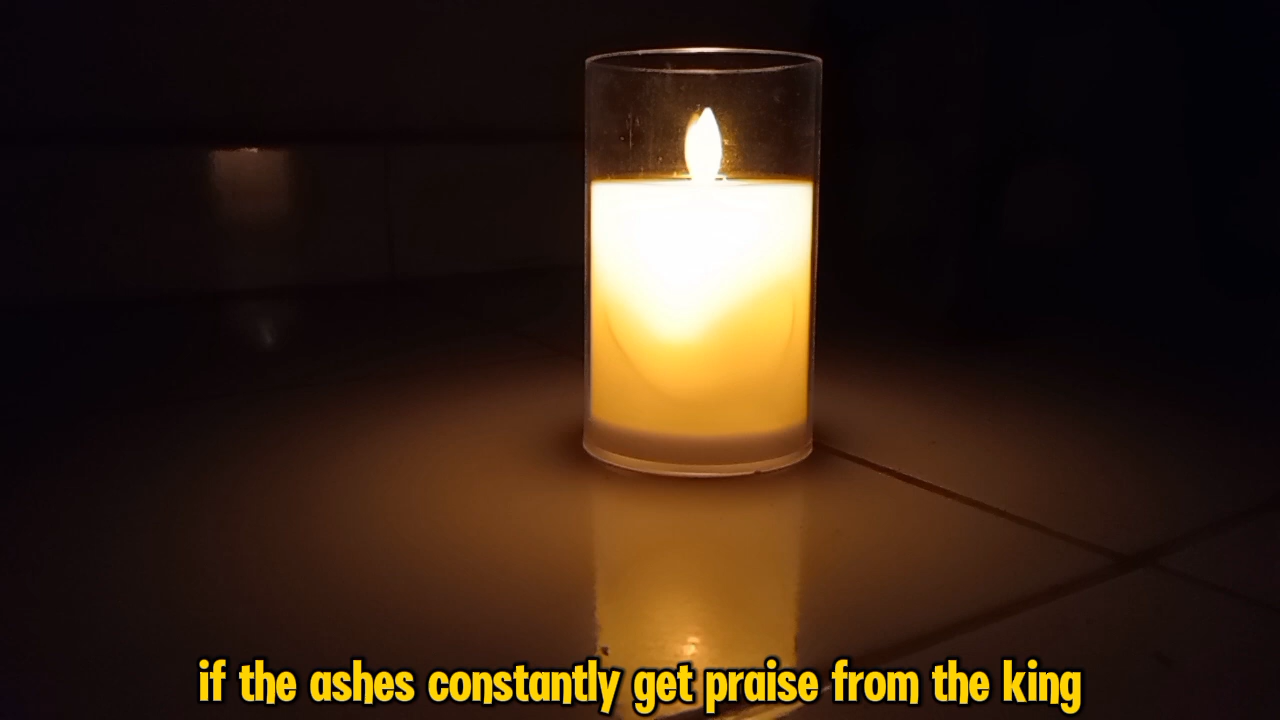 if the ashes constantly get praise from the king